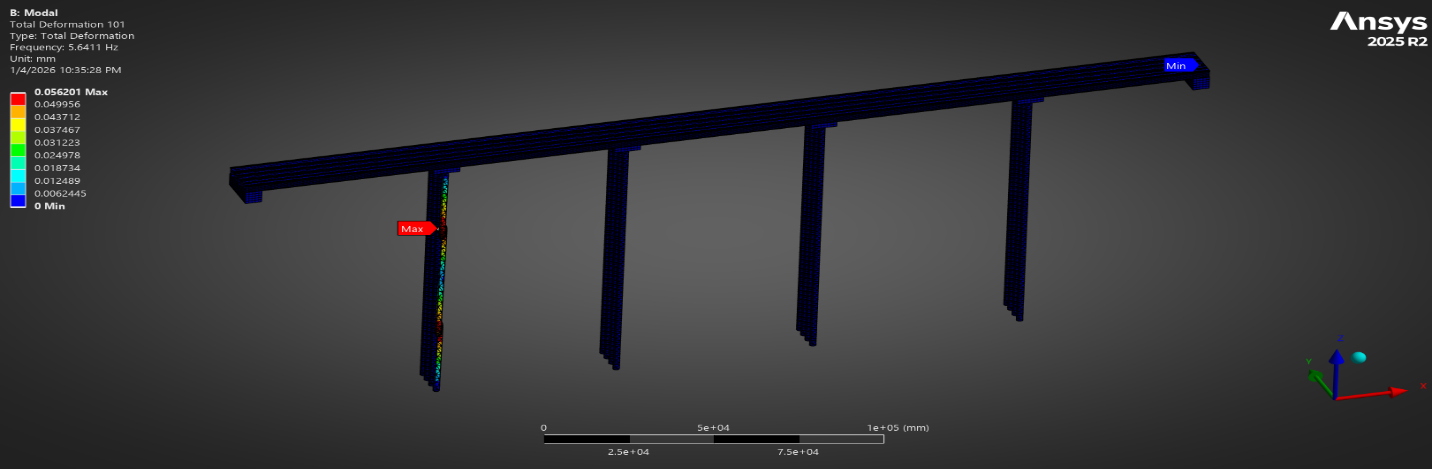 B: Modal
Total Deformation 101
Type: Total Deformation
Frequency: 5.6411 Hz
Unit: mm
1/4/2026 10:35:28 PM
0.056201 Max
0.049956
0.043712
0.037467
0.031223
0.024978
0.018734
0.012489
0.0062445
0 Min
Ansys
2025 R2
Min
Max
Z
Y
X
0 5e+04 1e+05 (mm)
2.5e+04 7.5e+04